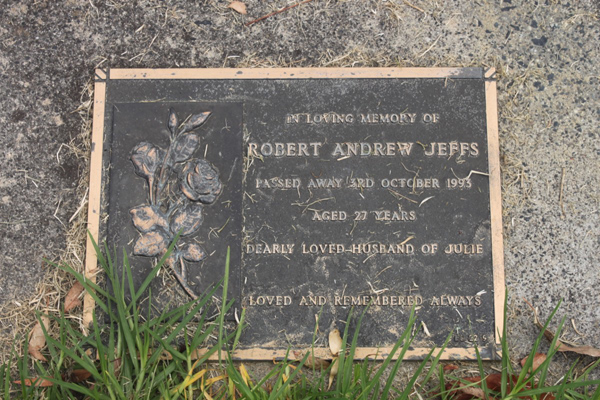 IN LOVING MEMORY OF
ROBERT ANDREW JEFFS
PASSED AWAY 3RD OCTOBER 1993
AGED 27 YEARS
DEARLY LOVED HUSBAND OF JULIE
LOVED AND REMEMBERED ALWAYS